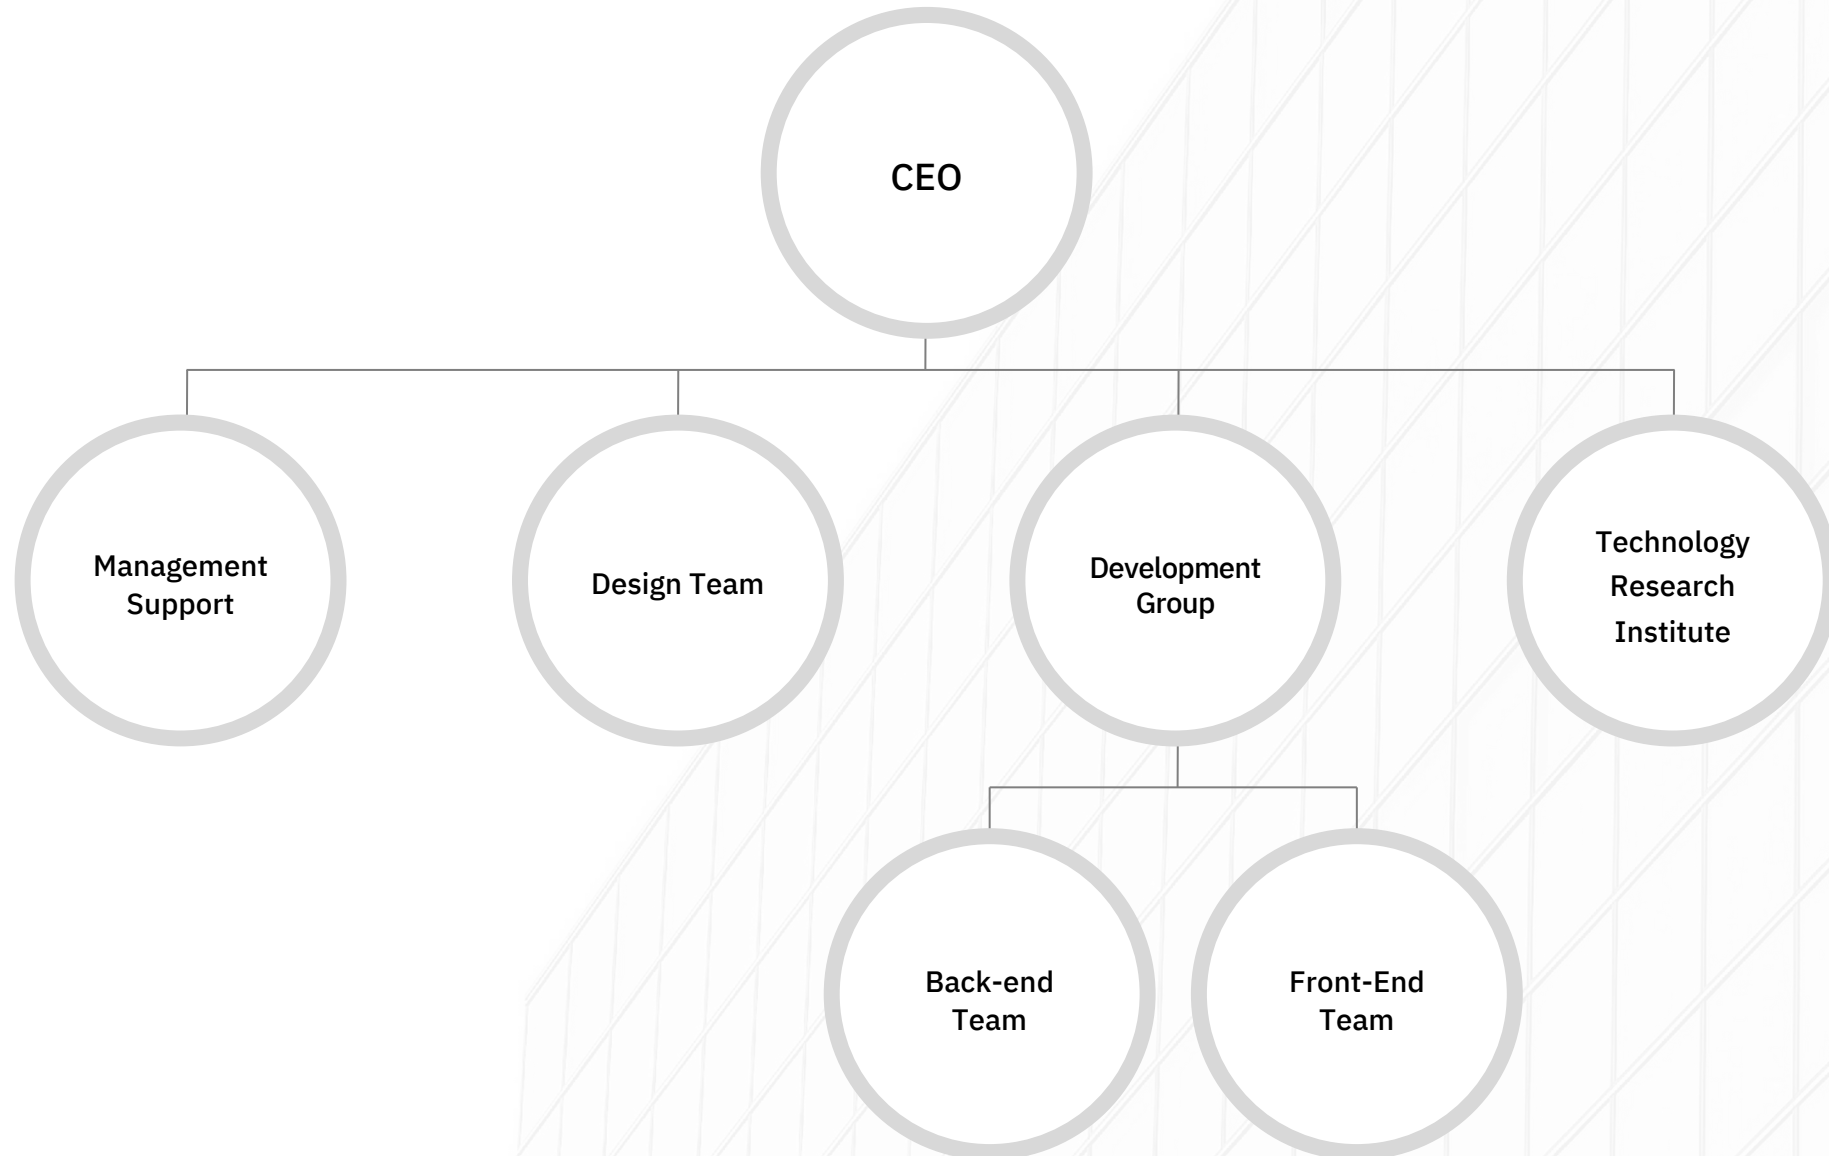 CEO
Management
Support
Design Team
Development
Group
Technology
Research
Institute
Back-end
Team
Front-End
Team